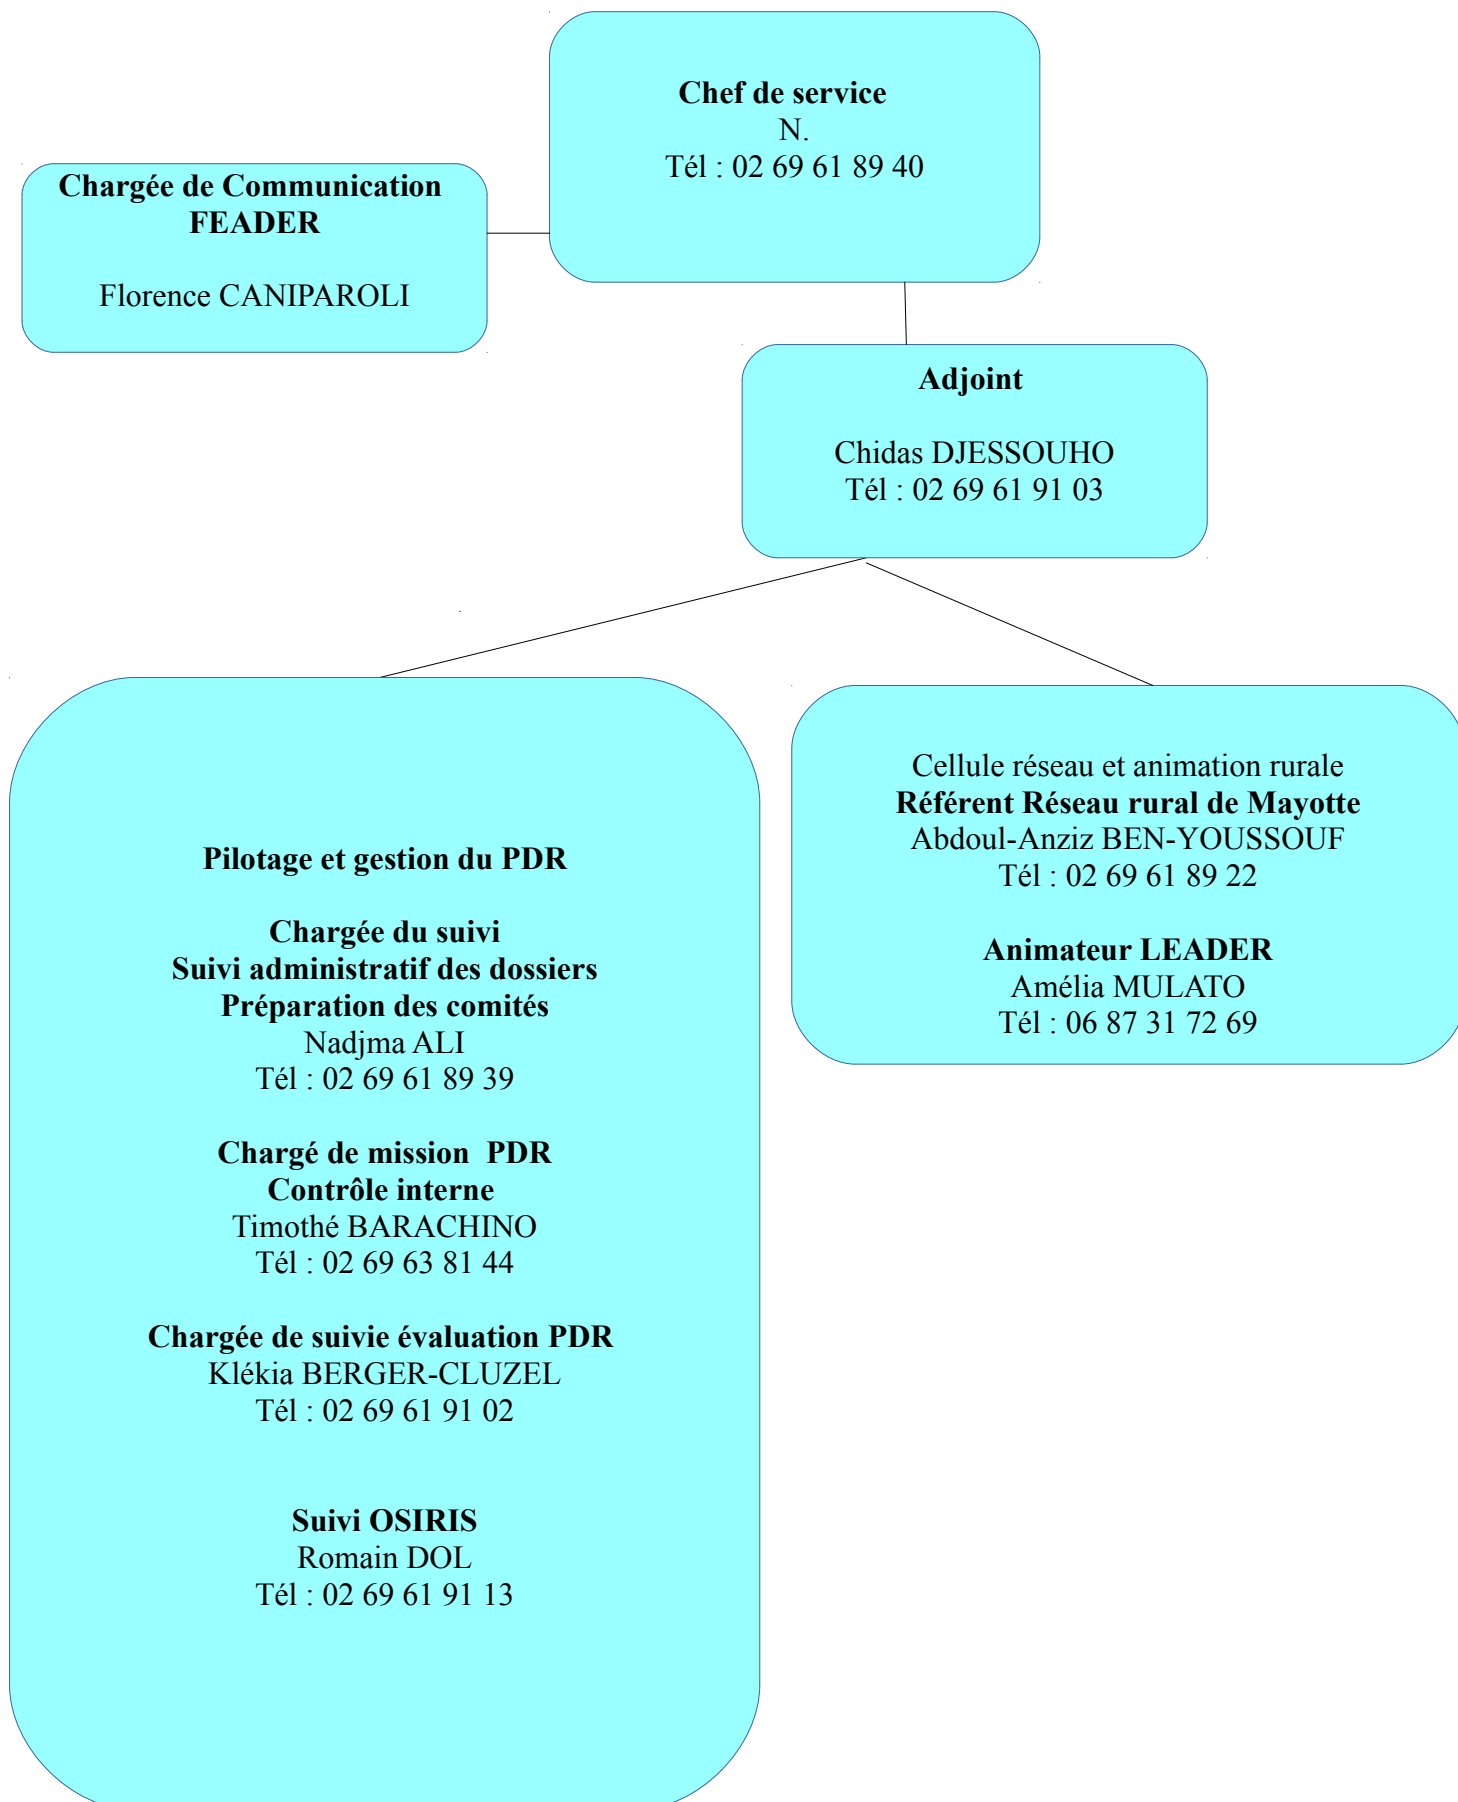 Chef de service
N.
Tél : 02 69 61 89 40
Chargée de Communication
FEADER
Florence CANIPAROLI
Adjoint
Chidas DJESSOUHO
Tél : 02 69 61 91 03
Pilotage et gestion du PDR
Chargée du suivi
Suivi administratif des dossiers
Préparation des comités
Nadjma ALI
Tél : 02 69 61 89 39
Chargé de mission  PDR
Contrôle interne
Timothé BARACHINO
Tél : 02 69 63 81 44
Chargée de suivie évaluation PDR
Klékia BERGER-CLUZEL
Tél : 02 69 61 91 02
Suivi OSIRIS
Romain DOL
Tél : 02 69 61 91 13
Cellule réseau et animation rurale
Référent Réseau rural de Mayotte
Abdoul-Anziz BEN-YOUSSOUF
Tél : 02 69 61 89 22
Animateur LEADER
Amélia MULATO
Tél : 06 87 31 72 69